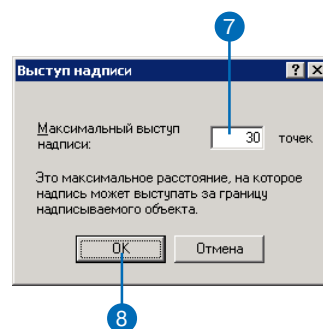 7
Выступ надписи
Максимальный выступ
надписи:
30 точек
Это максимальное расстояние, на которое
надпись может выступать за границу
надписываемого объекта.
OK Отмена
8